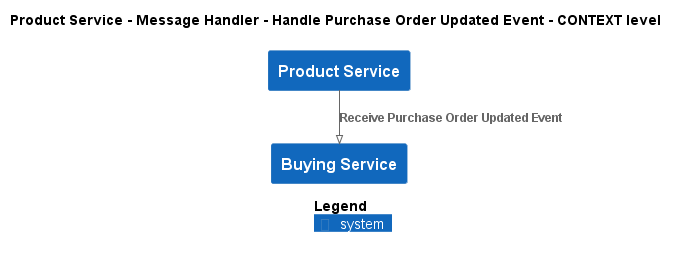 Product Service - Message Handler - Handle Purchase Order Updated Event - CONTEXT level
Product Service
Receive Purchase Order Updated Event
Buying Service
Legend
system